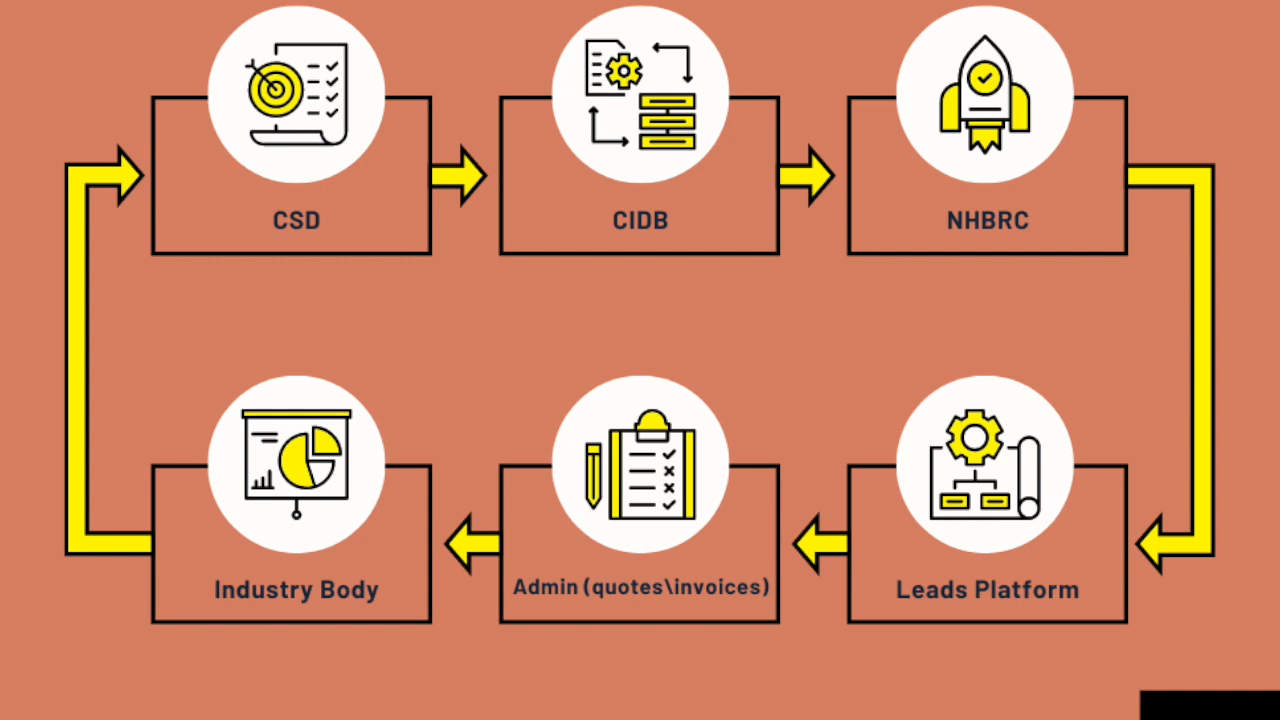 CSD
CIDB
NHBRC
Industry Body
Admin (quotes\invoices)
Leads Platform